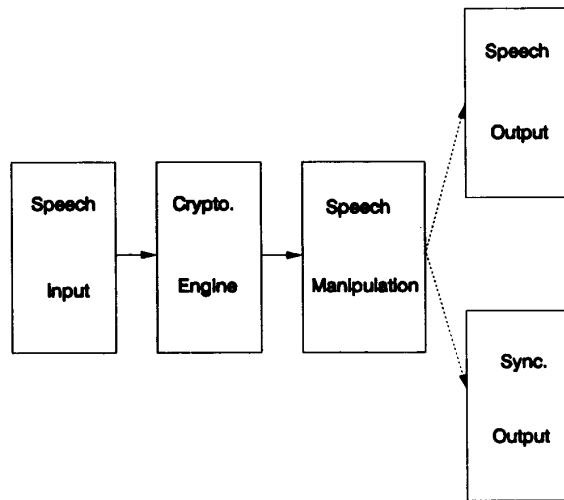 Speech
Input
Crypto.
Engine
Speech
Manipulation
Speech
Output
Sync.
Output